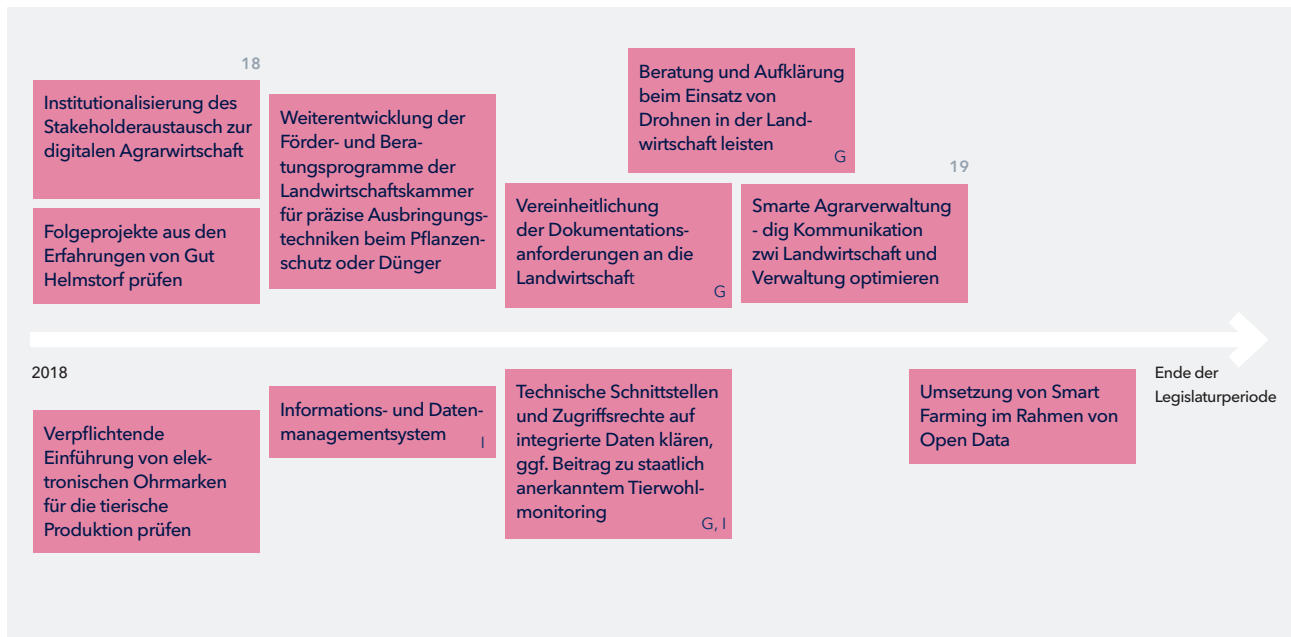 18
Institutionalisierung des
Stakeholderaustausch zur
digitalen Agrarwirtschaft
Folgeprojekte aus den
Erfahrungen von Gut
Helmstorf prüfen
Weiterentwicklung der
Förder- und Bera-
tungsprogramme der
Landwirtschaftskammer
für präzise Ausbringungs-
techniken beim Pflanzen-
schutz oder Dünger
Beratung und Aufklärung
beim Einsatz von
Drohnen in der Land-
wirtschaft leisten
G
Vereinheitlichung
der Dokumentations-
anforderungen an die
Landwirtschaft
G
19
Smarte Agrarverwaltung
- dig Kommunikation
zwi Landwirtschaft und
Verwaltung optimieren
2018
Ende der
Legislaturperiode
Verpflichtende
Einführung von elek-
tronischen Ohrmarken
für die tierische
Produktion prüfen
Informations- und Daten-
managementsystem
I
Technische Schnittstellen
und Zugriffsrechte auf
integrierte Daten klären,
ggf. Beitrag zu staatlich
anerkanntem Tierwohl-
monitoring
G, I
Umsetzung von Smart
Farming im Rahmen von
Open Data